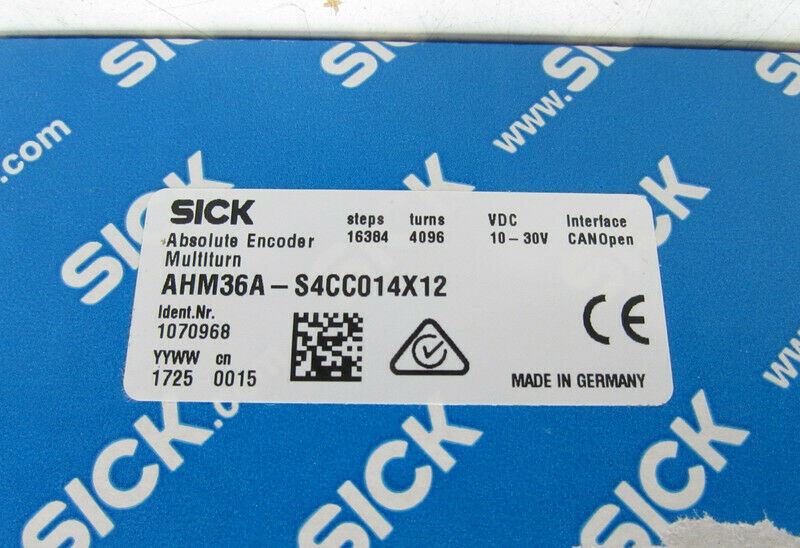 SICK
SICK
SICK
www.
.com
SICK
SICK
steps turns VDC Interface
Absolute Encoder 16384 4096 10-30V CANOpen
Multiturn
AHM36A-S4CC014X12
Ident.Nr.
1070968
YYWW cn
1725 0015
CE
MADE IN GERMANY
SICK
SICK
SICK